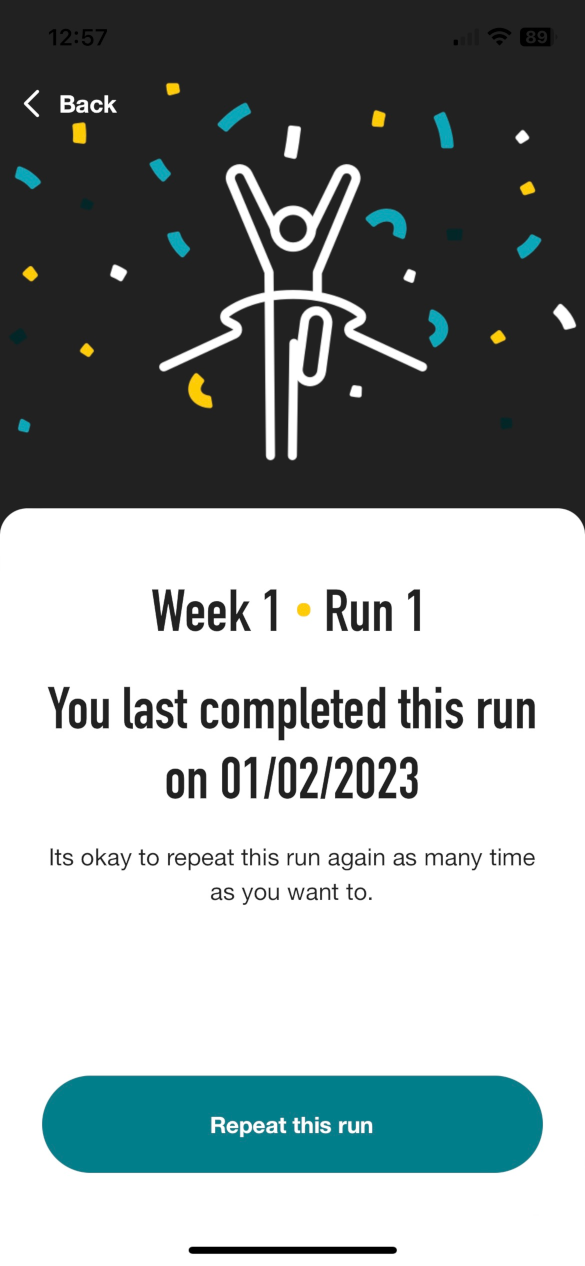 12:57
89
Back
Week 1 • Run 1
You last completed this run
on 01/02/2023
Its okay to repeat this run again as many time
as you want to.
Repeat this run